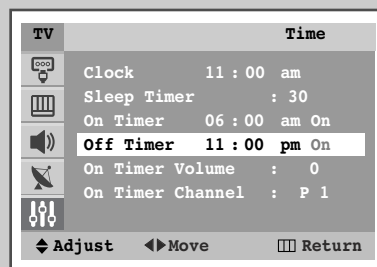 TV Time
Clock 11 : 00 am
Sleep Timer : 30
On Timer 06 : 00 am On
Off Timer 11 : 00 pm On
On Timer Volume : 0
On Timer Channel : P 1
Adjust Move Return